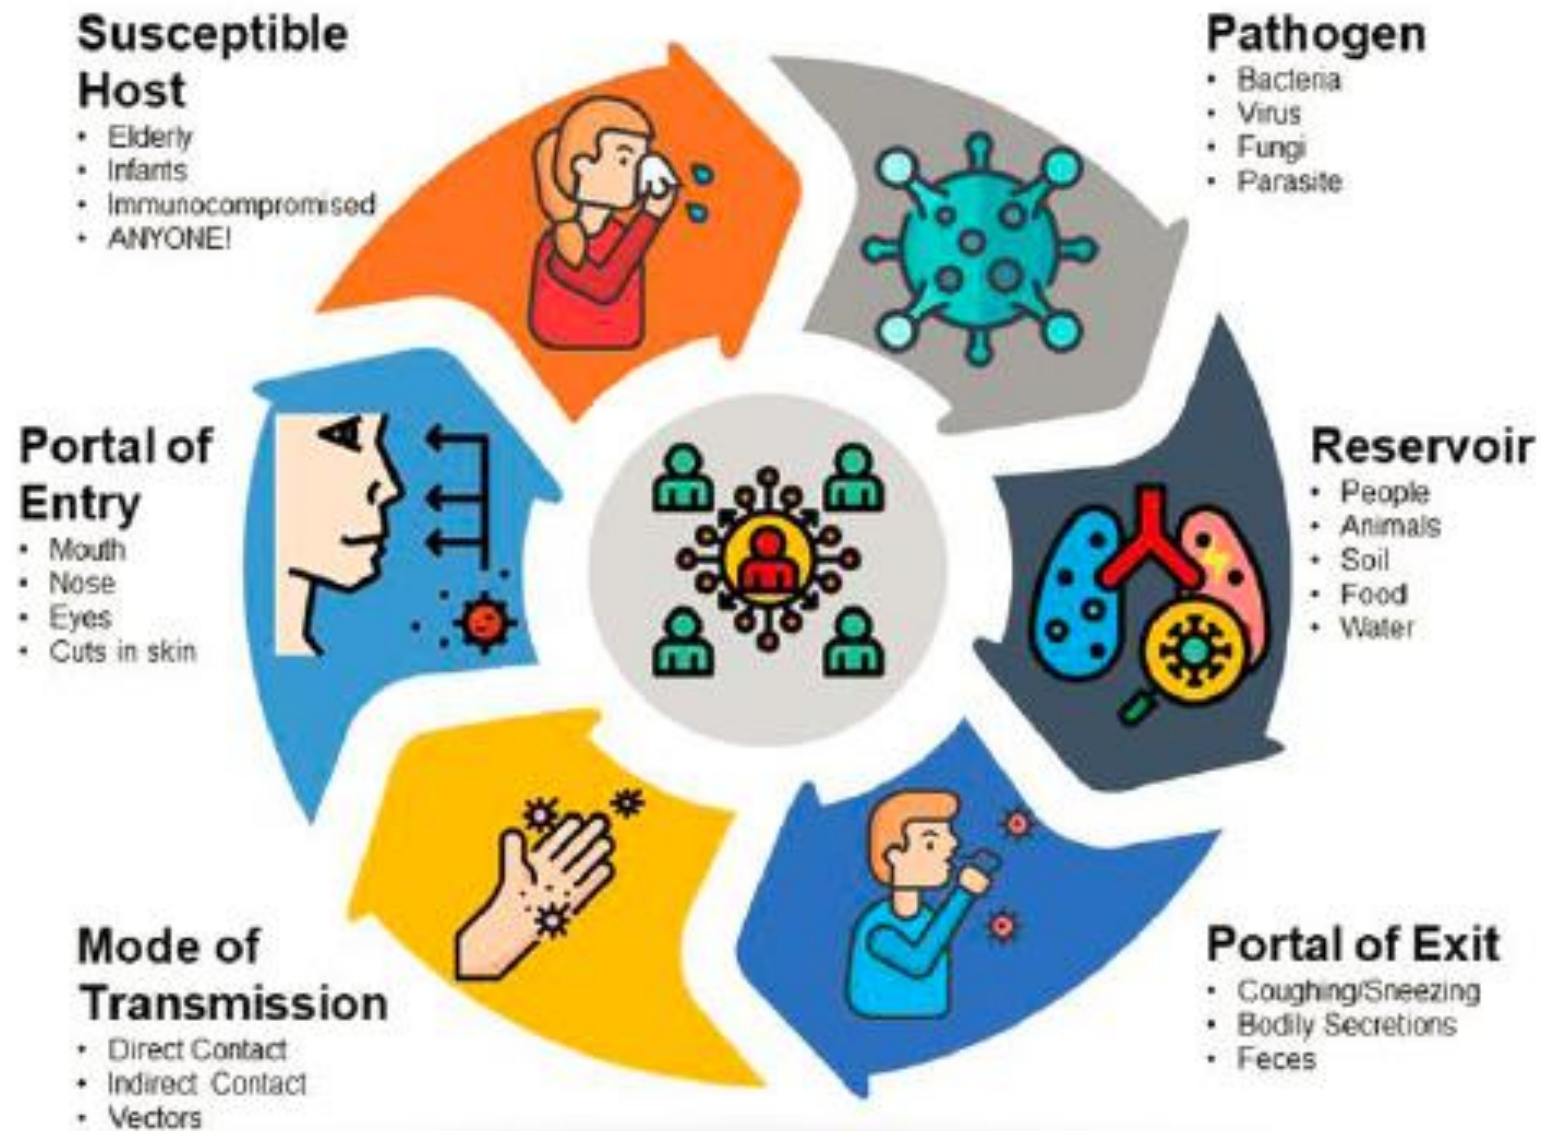 Susceptible
Host
• Elderly
• Infants
• Immunocompromised
• ANYONE!
Pathogen
• Bacteria
• Virus
• Fungi
• Parasite
Reservoir
• People
• Animals
• Soil
• Food
• Water
Portal of Exit
• Coughing/Sneezing
• Bodily Secretions
• Feces
Mode of
Transmission
• Direct Contact
• Indirect Contact
• Vectors
Portal of
Entry
• Mouth
• Nose
• Eyes
• Cuts in skin